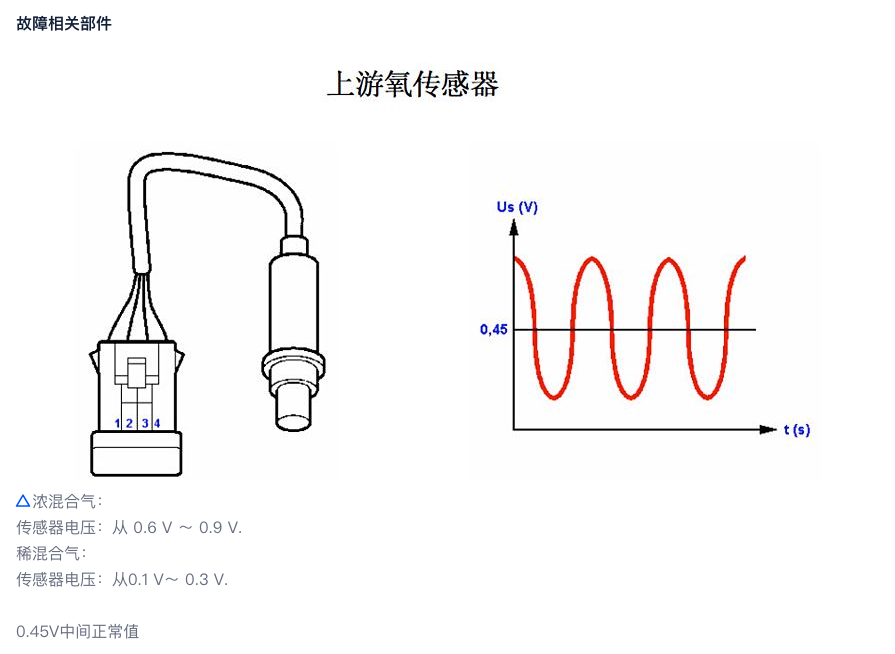 故障相关部件
上游氧传感器
Us (V)
0,45
t (s)
1 2 3 4
△浓混合气：
传感器电压：从 0.6 V ～ 0.9 V.
稀混合气：
传感器电压：从0.1 V～ 0.3 V.
0.45V中间正常值